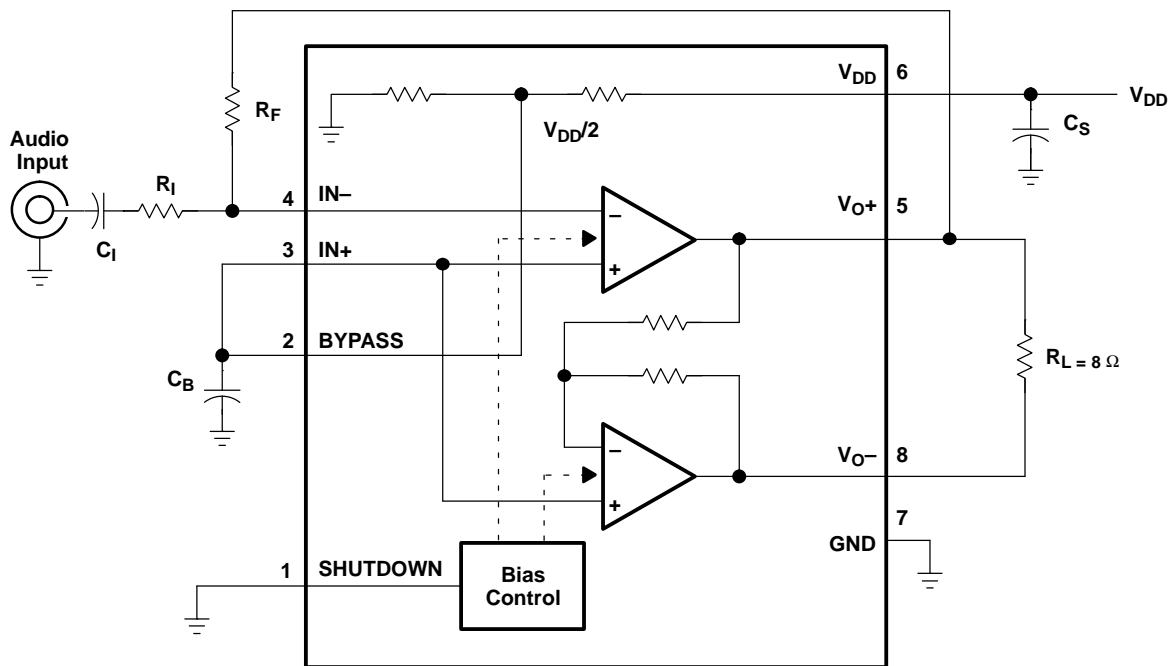 VDD
6
VDD
RF
CS
VDD/2
Audio
Input
RI
CI
4
IN–
VO+
5
–
3
IN+
+
2
BYPASS
RL = 8 Ω
CB
–
VO–
8
+
7
GND
1
SHUTDOWN
Bias
Control